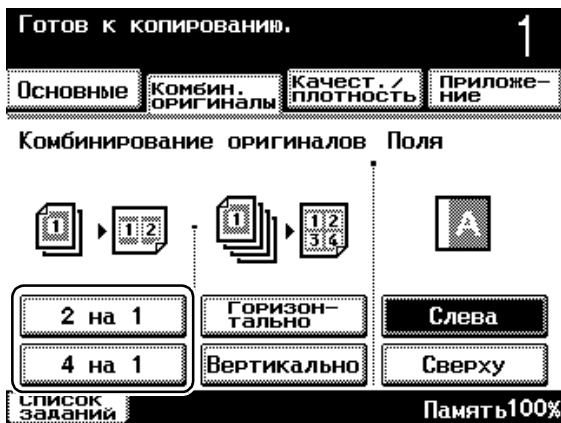 Готов к копированию.
1
Основные
Комбин.
оригиналы
Качест./
плотность
Приложе-
ние
Комбинирование оригиналов
Поля
1
1 2
1
1 2
3 4
A
2 на 1
Горизон-
тально
Слева
4 на 1
Вертикально
Сверху
Список
заданий
Память100%